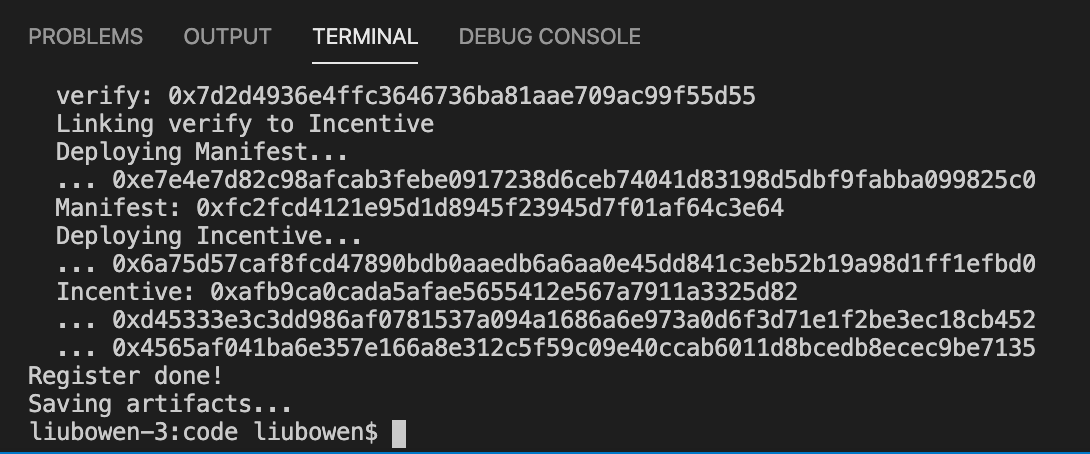 PROBLEMS OUTPUT TERMINAL DEBUG CONSOLE
verify: 0x7d2d4936e4ffc3646736ba81aae709ac99f55d55
Linking verify to Incentive
Deploying Manifest...
... 0xe7e4e7d82c98afcab3febe0917238d6ceb74041d83198d5dbf9fabba099825c0
Manifest: 0xfc2fcd4121e95d1d8945f23945d7f01af64c3e64
Deploying Incentive...
... 0x6a75d57caf8fcd47890bdb0aaedb6a6aa0e45dd841c3eb52b19a98d1ff1efbd0
Incentive: 0xafb9ca0cada5afae5655412e567a7911a3325d82
... 0xd45333e3c3dd986af0781537a094a1686a6e973a0d6f3d71e1f2be3ec18cb452
... 0x4565af041ba6e357e166a8e312c5f59c09e40ccab6011d8bcedb8ecec9be7135
Register done!
Saving artifacts...
liubowen-3:code liubowen$